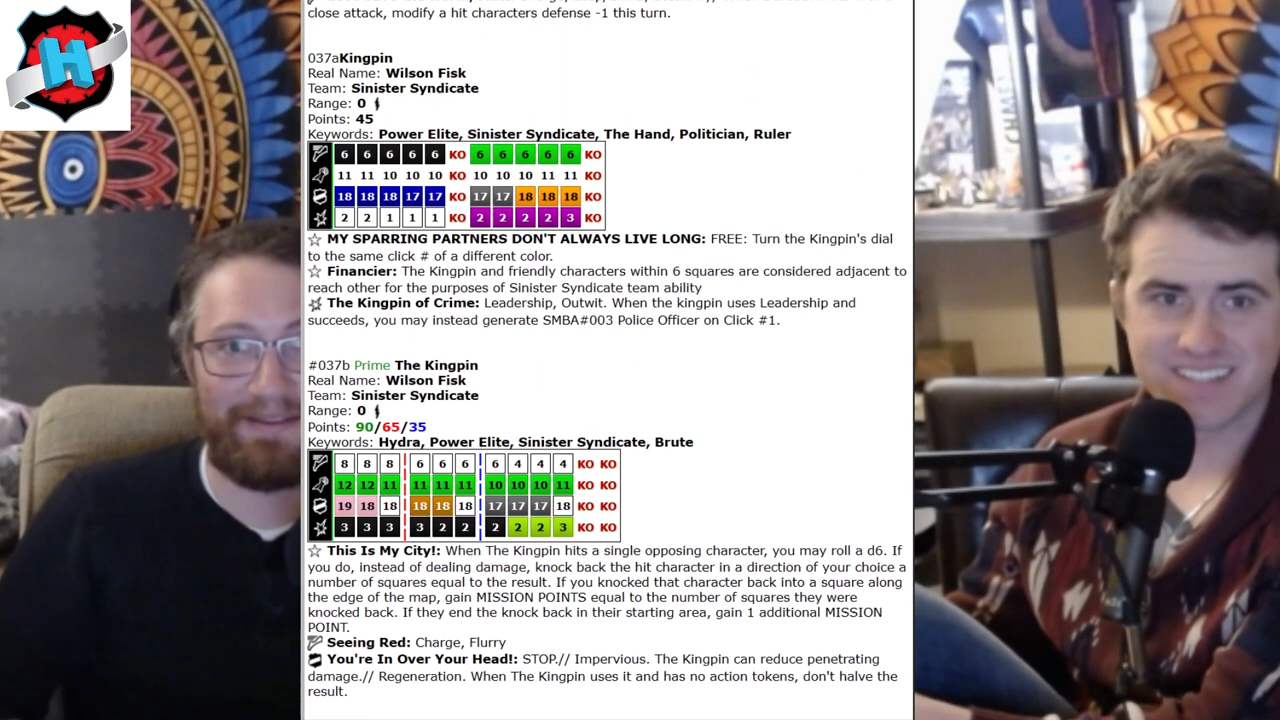 close attack, modify a hit characters defense -1 this turn.
H
037aKingpin
Real Name: Wilson Fisk
Team: Sinister Syndicate
Range: 0
Points: 45
Keywords: Power Elite, Sinister Syndicate, The Hand, Politician, Ruler
6 6 6 6 6 KO 6 6 6 6 6 KO
11 11 10 10 10 KO 10 10 10 11 11 KO
18 18 18 17 17 KO 17 17 18 18 18 KO
2 2 1 1 1 KO 2 2 2 2 3 KO
MY SPARRING PARTNERS DON'T ALWAYS LIVE LONG: FREE: Turn the Kingpin's dial
to the same click # of a different color.
Financier: The Kingpin and friendly characters within 6 squares are considered adjacent to
reach other for the purposes of Sinister Syndicate team ability
The Kingpin of Crime: Leadership, Outwit. When the kingpin uses Leadership and
succeeds, you may instead generate SMBA#003 Police Officer on Click #1.
#037b Prime The Kingpin
Real Name: Wilson Fisk
Team: Sinister Syndicate
Range: 0
Points: 90/65/35
Keywords: Hydra, Power Elite, Sinister Syndicate, Brute
8 8 8 6 6 6 6 4 4 4 KO KO
12 12 11 11 11 11 10 10 10 11 KO KO
19 18 18 18 18 18 17 17 17 18 KO KO
3 3 3 3 2 2 2 2 2 3 KO KO
This Is My City!: When The Kingpin hits a single opposing character, you may roll a d6. If
you do, instead of dealing damage, knock back the hit character in a direction of your choice a
number of squares equal to the result. If you knocked that character back into a square along
the edge of the map, gain MISSION POINTS equal to the number of squares they were
knocked back. If they end the knock back in their starting area, gain 1 additional MISSION
POINT.
Seeing Red: Charge, Flurry
You're In Over Your Head!: STOP.// Impervious. The Kingpin can reduce penetrating
damage.// Regeneration. When The Kingpin uses it and has no action tokens, don't halve the
result.